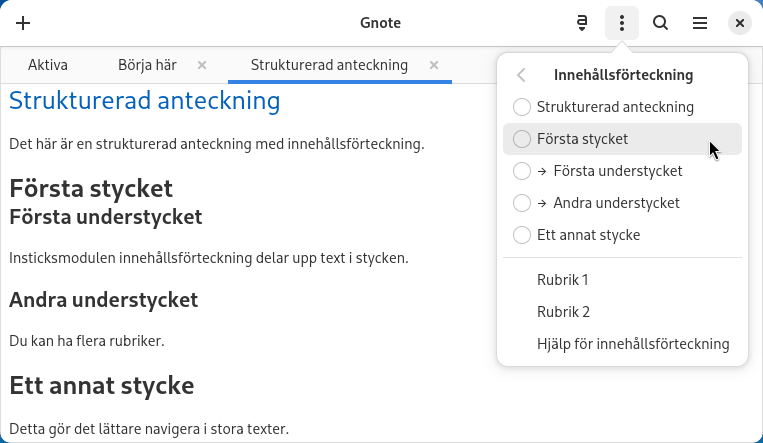 Gnote
Aktiva
Börja här
Strukturerad anteckning
Strukturerad anteckning
Det här är en strukturerad anteckning med innehållsförteckning.
Första stycket
Första understycket
Insticksmodulen innehållsförteckning delar upp text i stycken.
Andra understycket
Du kan ha flera rubriker.
Ett annat stycke
Detta gör det lättare navigera i stora texter.
Innehållsförteckning
Strukturerad anteckning
Första stycket
→ Första understycket
→ Andra understycket
Ett annat stycke
Rubrik 1
Rubrik 2
Hjälp för innehållsförteckning